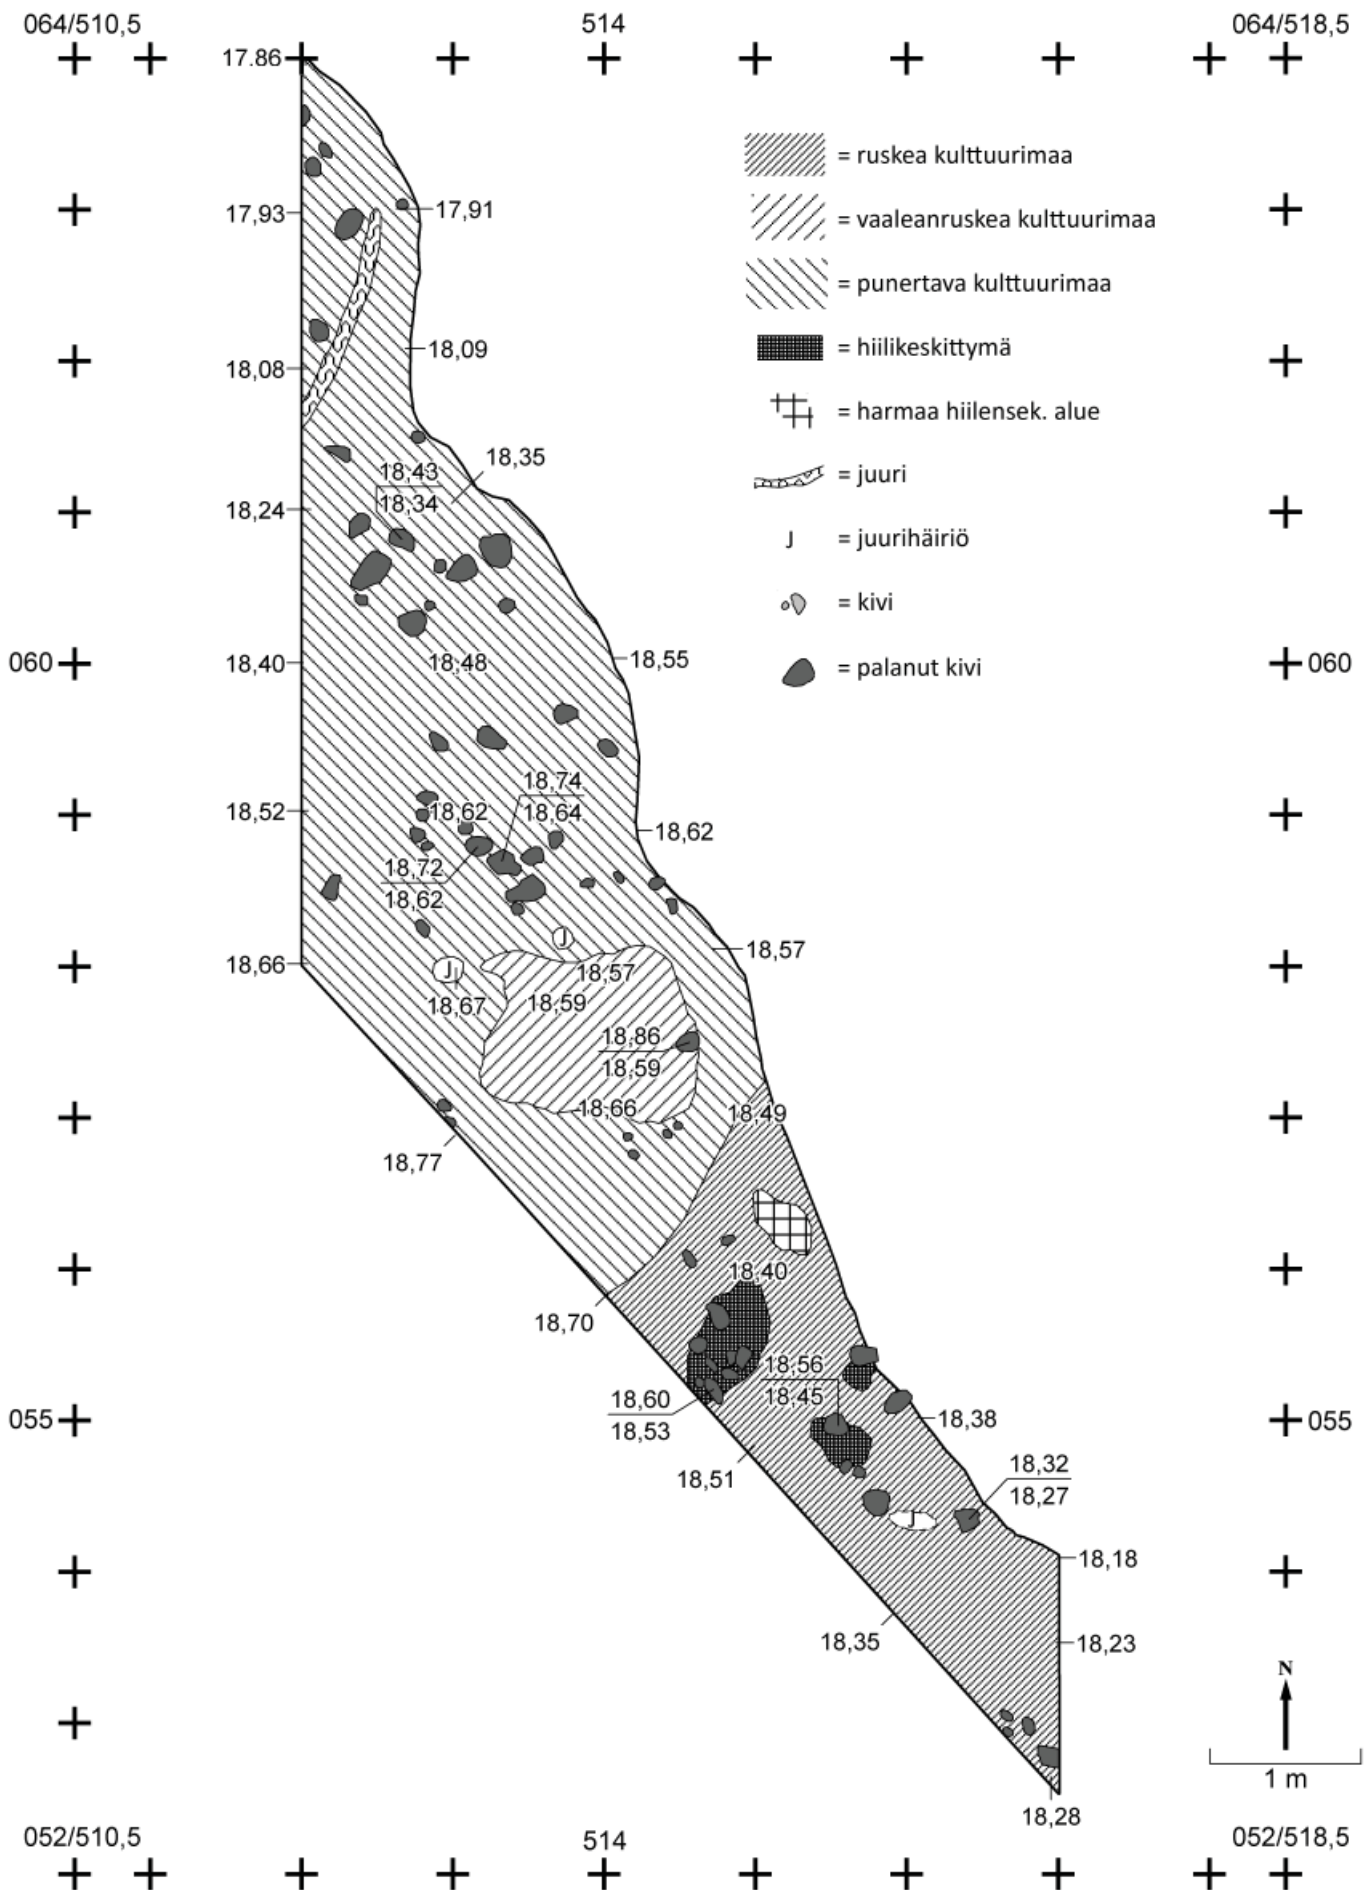 064/510,5 514 064/518,5
17.86
= ruskea kulttuurimaa
17,93 17,91
= vaaleanruskea kulttuurimaa
= punertava kulttuurimaa
18,08 18,09
= hiilikeskittymä
= harmaa hiilensek. alue
18,43 18,35
= juuri
18,34
18,24
J = juurihäiriö
= kivi
060 18,40 18,48 18,55 060
= palanut kivi
18,74
18,52 18,62 18,64
18,62
18,72
18,62
J
18,57
18,66 J 18,57
18,67 18,59
18,86
18,59
18,66 18,49
18,77
18,40
18,70
18,56
18,45
18,60
055 18,53 18,38 055
18,51 18,32
18,27
J
18,18
18,35 18,23
N
1 m
18,28
052/510,5 514 052/518,5